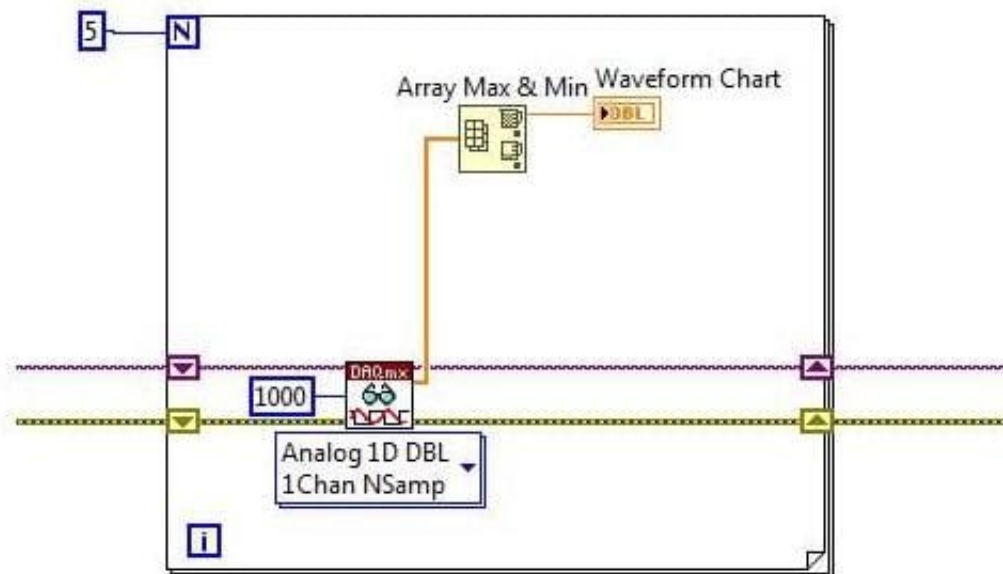 5
N
Array Max & Min
Waveform Chart
DBL
DAQmx
1000
Analog 1D DBL
1Chan NSamp
i